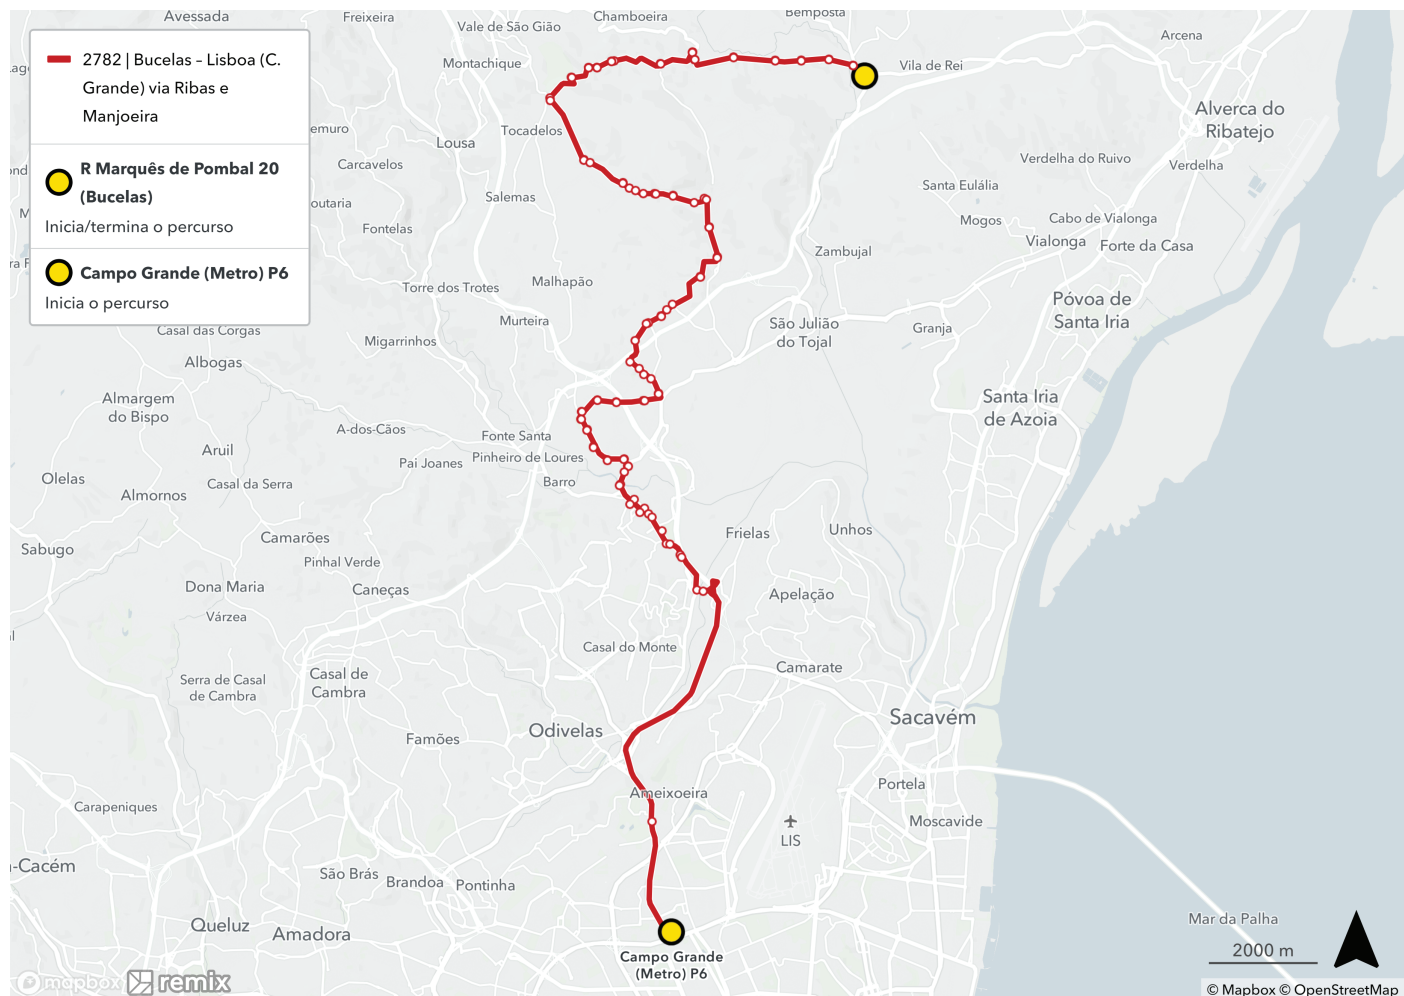 2782 | Bucelas – Lisboa (C.
Grande) via Ribas e
Manjoeira
R Marquês de Pombal 20
(Bucelas)
Inicia/termina o percurso
Campo Grande (Metro) P6
Inicia o percurso
Avessada
Freixeira
Vale de São Gião
Chamboeira
Bemposta
Arcena
Montachique
Vila de Rei
Alverca do
Ribatejo
Tocadelos
Lousa
Carcavelos
Verdelha do Ruivo
Verdelha
Santa Eulália
Salemas
Mogos
Cabo de Vialonga
Fontelas
Vialonga
Forte da Casa
Zambujal
Malhapão
Torre dos Trotes
Póvoa de
Santa Iria
Murteira
São Julião
do Tojal
Granja
Casal das Corgas
Migarrinhos
Albogas
Almargem
do Bispo
Santa Iria
de Azoia
A-dos-Cãos
Fonte Santa
Aruil
Pai Joanes
Pinheiro de Loures
Olelas
Almornos
Casal da Serra
Barro
Camarões
Frielas
Unhos
Sabugo
Pinhal Verde
Dona Maria
Caneças
Apelação
Várzea
Casal do Monte
Camarate
Serra de Casal
de Cambra
Casal de
Cambra
Sacavém
Odivelas
Famões
Portela
Ameixoeira
Carapeniques
Moscavide
LIS
-Cacém
São Brás
Brandoa
Pontinha
Queluz
Amadora
Mar da Palha
Campo Grande
(Metro) P6
2000 m
mapbox
remix
© Mapbox © OpenStreetMap